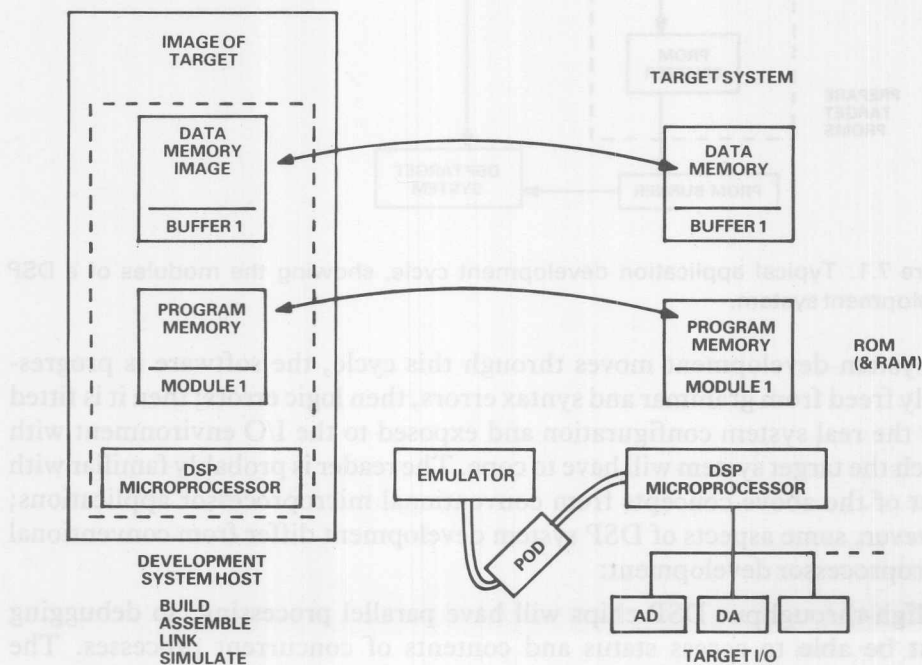 IMAGE OF
TARGET
DATA
MEMORY
IMAGE
BUFFER 1
PROGRAM
MEMORY
MODULE 1
DSP
MICROPROCESSOR
DEVELOPMENT
SYSTEM HOST
BUILD
ASSEMBLE
LINK
SIMULATE
TARGET SYSTEM
DATA
MEMORY
BUFFER 1
PROGRAM
MEMORY
MODULE 1
ROM
(& RAM)
EMULATOR
POD
DSP
MICROPROCESSOR
AD
DA
TARGET I/O